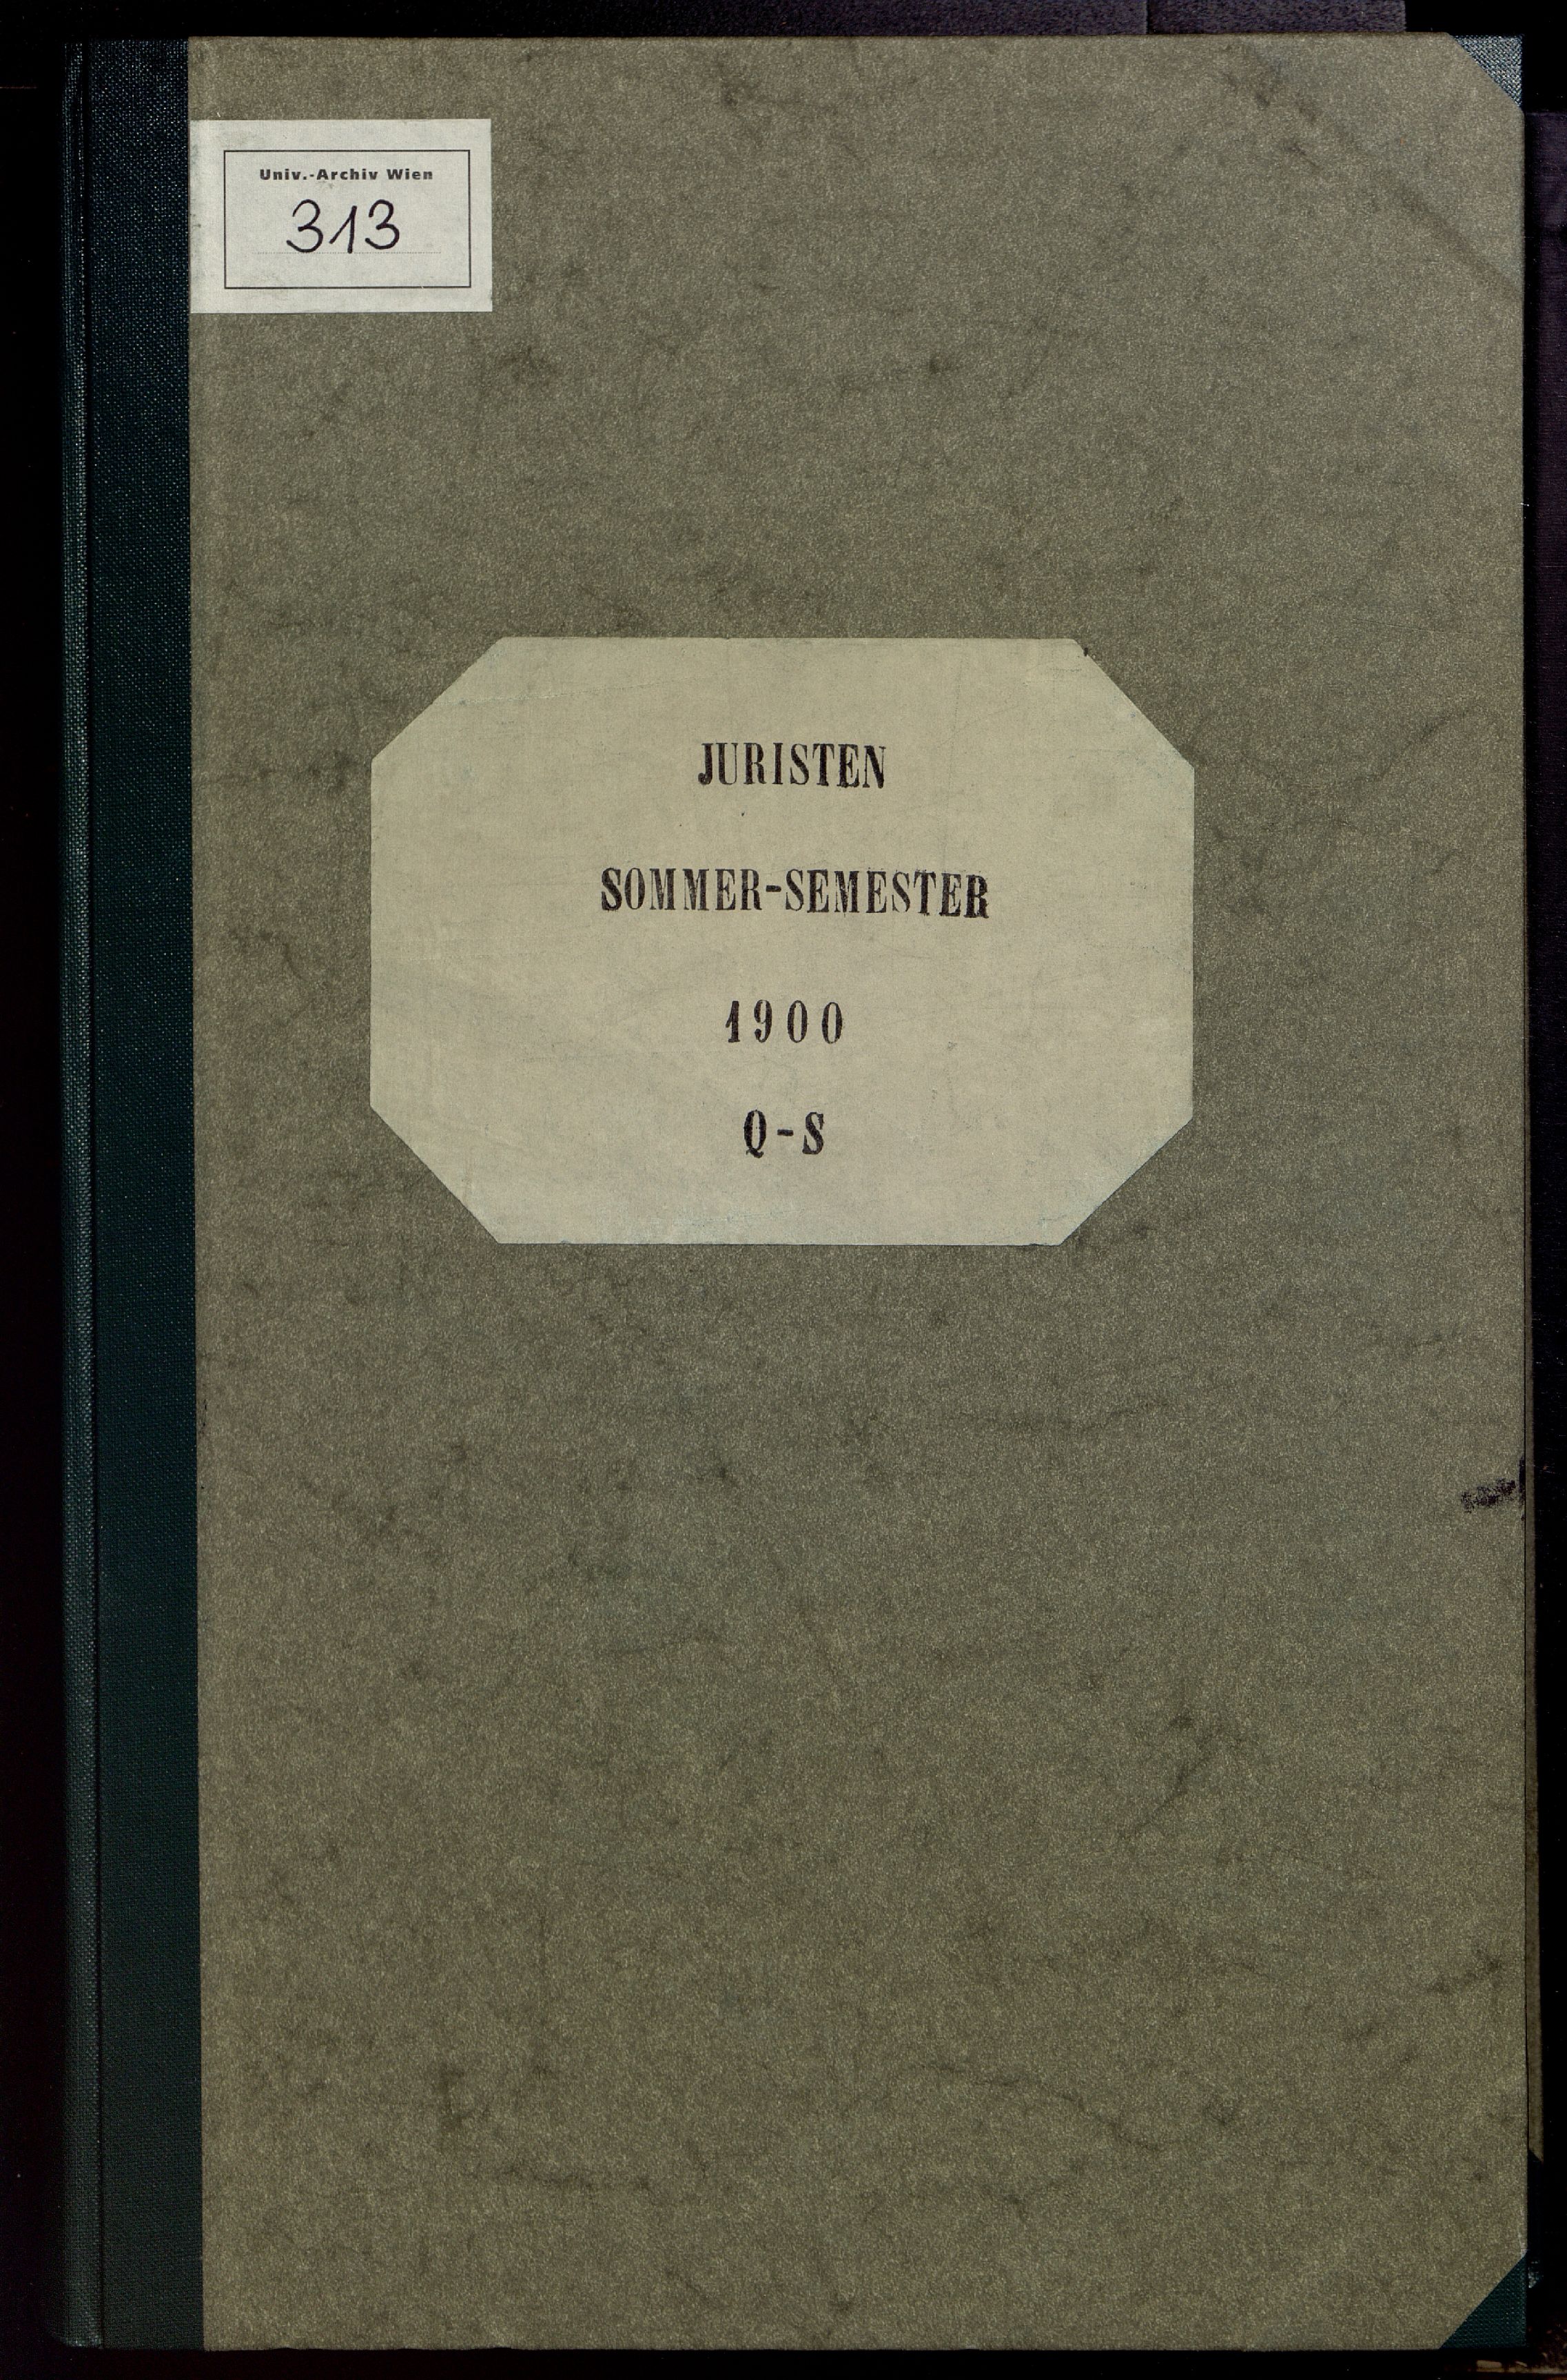 Univ.-Archiv Wien
313
JURISTEN
SOMMER-SEMESTER
1900
Q-S